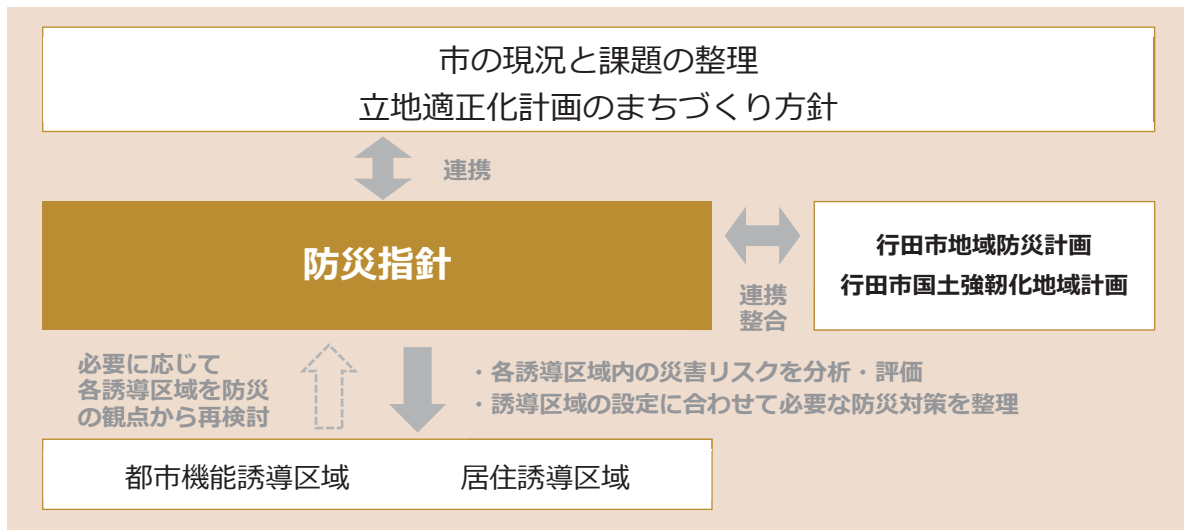 市の現況と課題の整理
立地適正化計画のまちづくり方針
連携
防災指針
連携
整合
行田市地域防災計画
行田市国土強靭化地域計画
必要に応じて
各誘導区域を防災
の観点から再検討
・各誘導区域内の災害リスクを分析・評価
・誘導区域の設定に合わせて必要な防災対策を整理
都市機能誘導区域
居住誘導区域